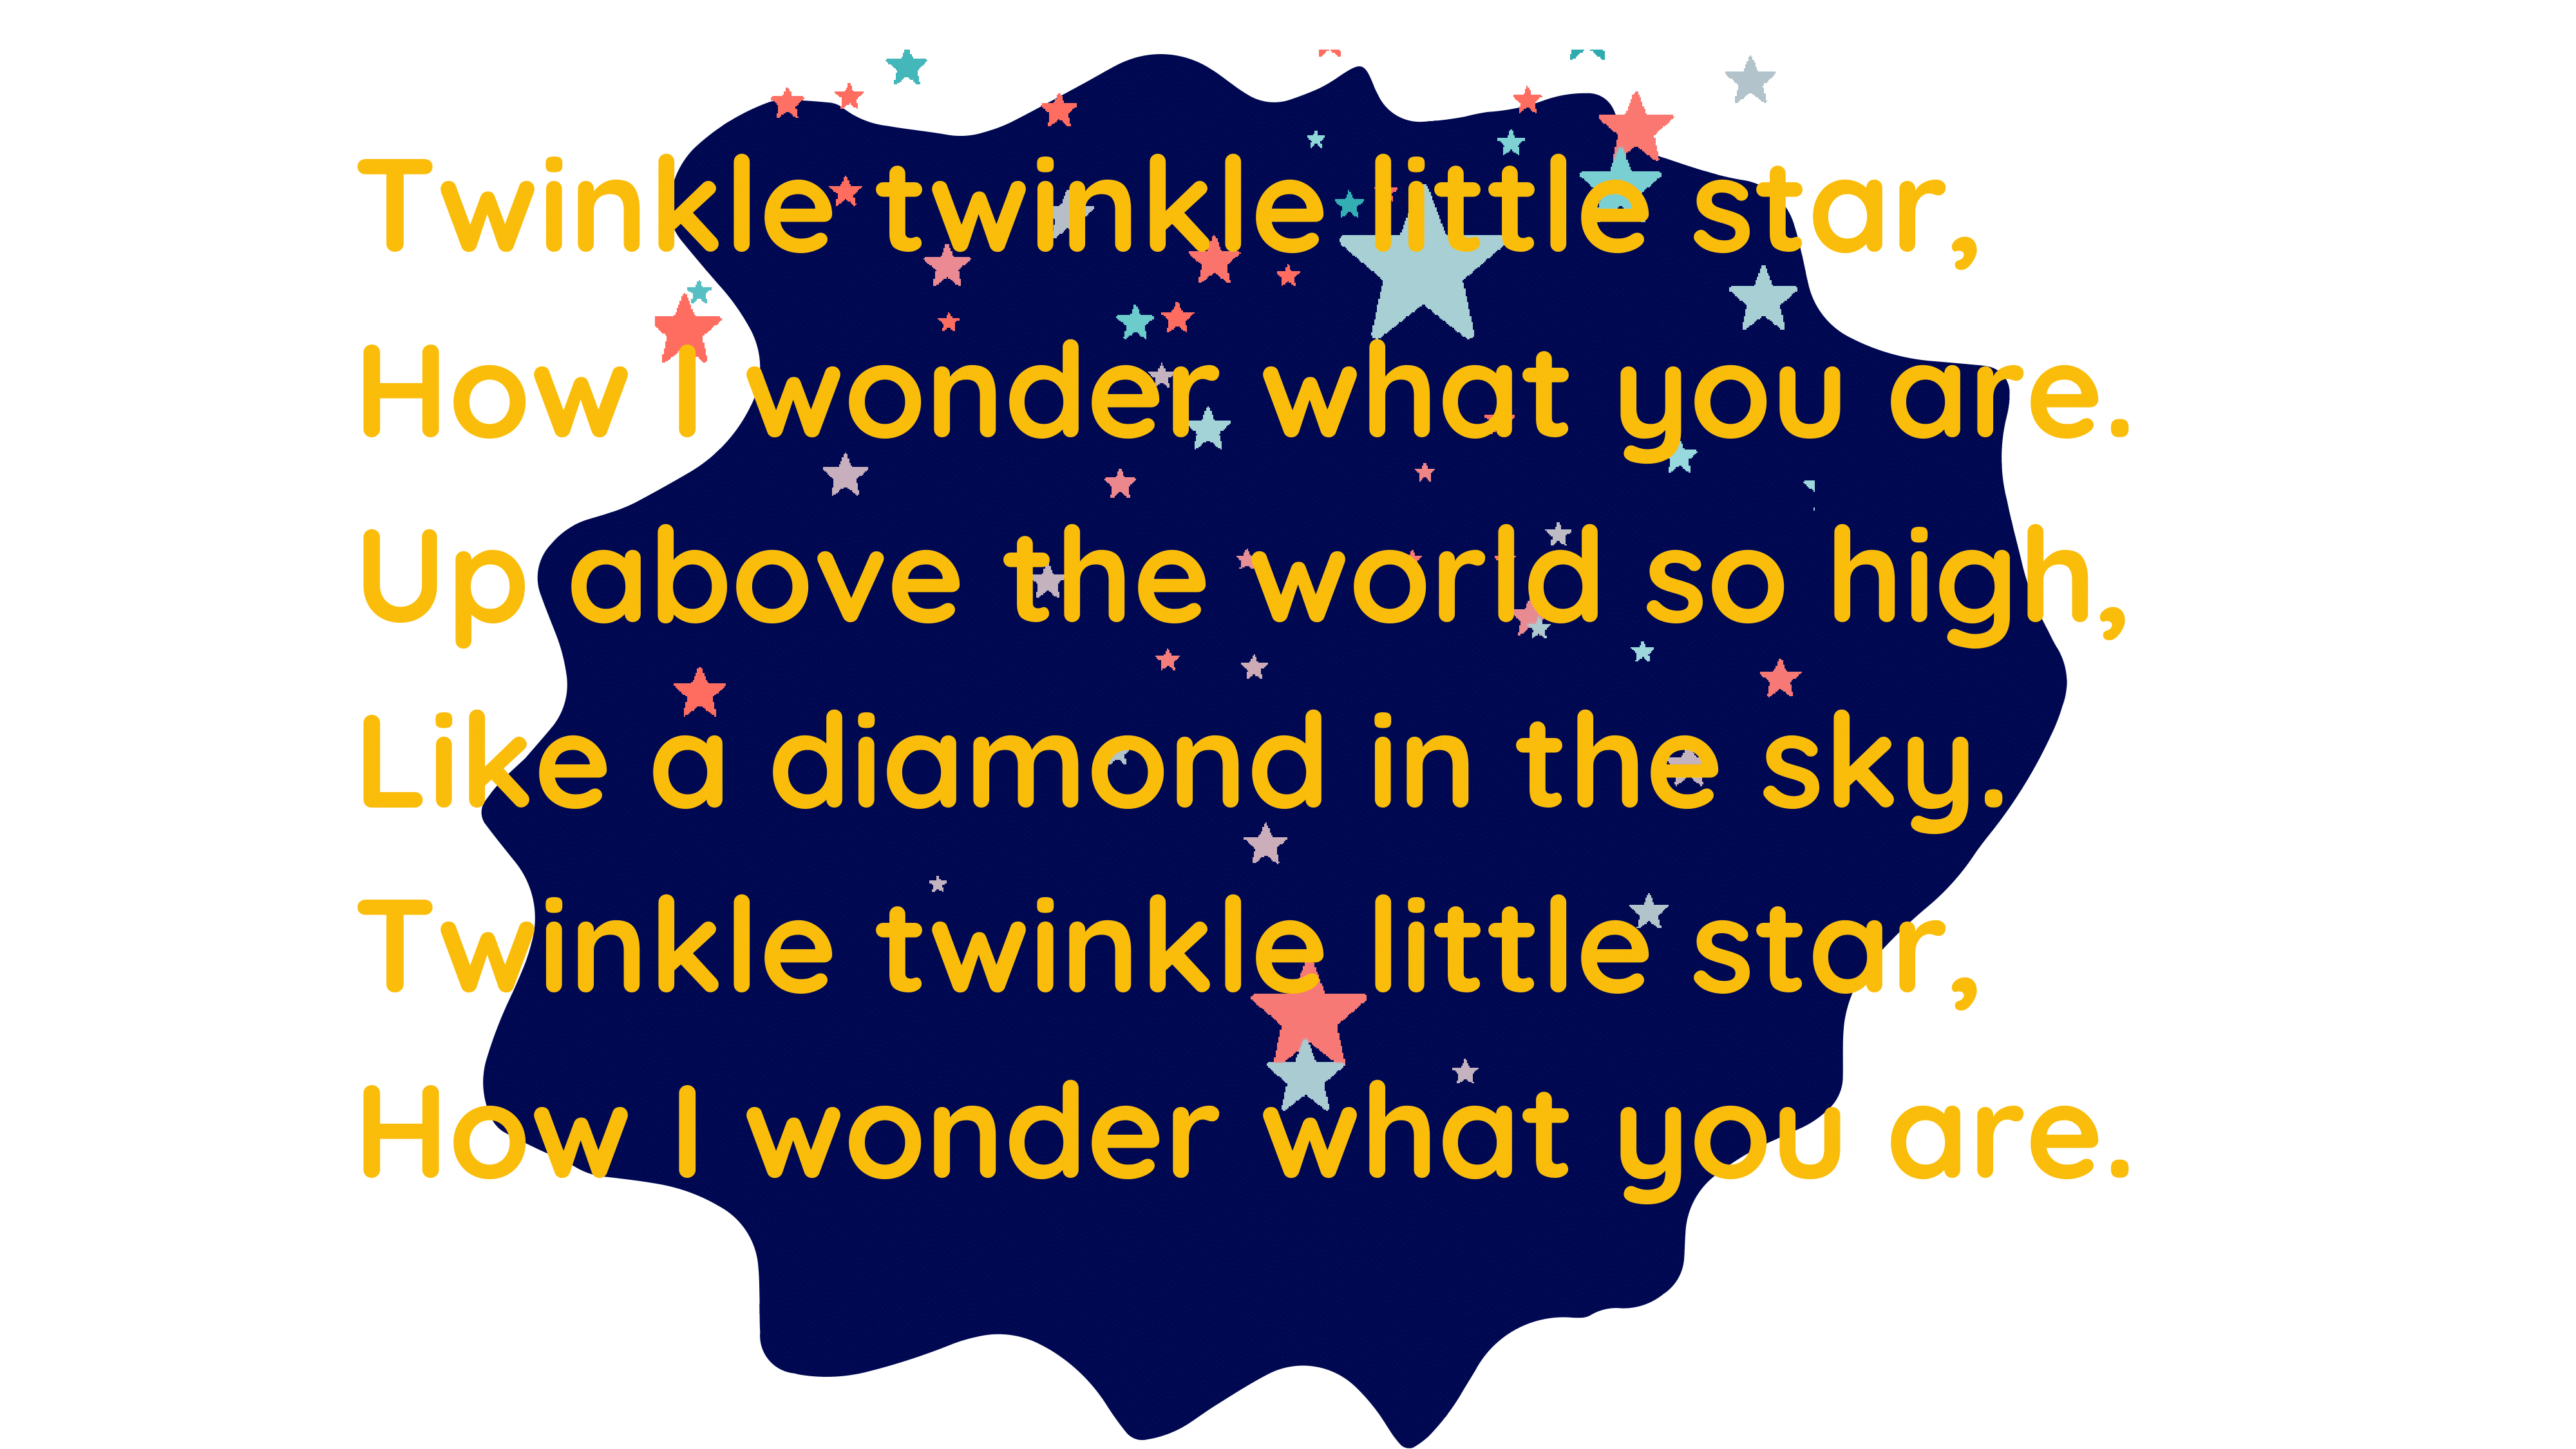 Twinkle twinkle little star,
How I wonder what you are.
Up above the world so high,
Like a diamond in the sky.
Twinkle twinkle little star,
How I wonder what you are.